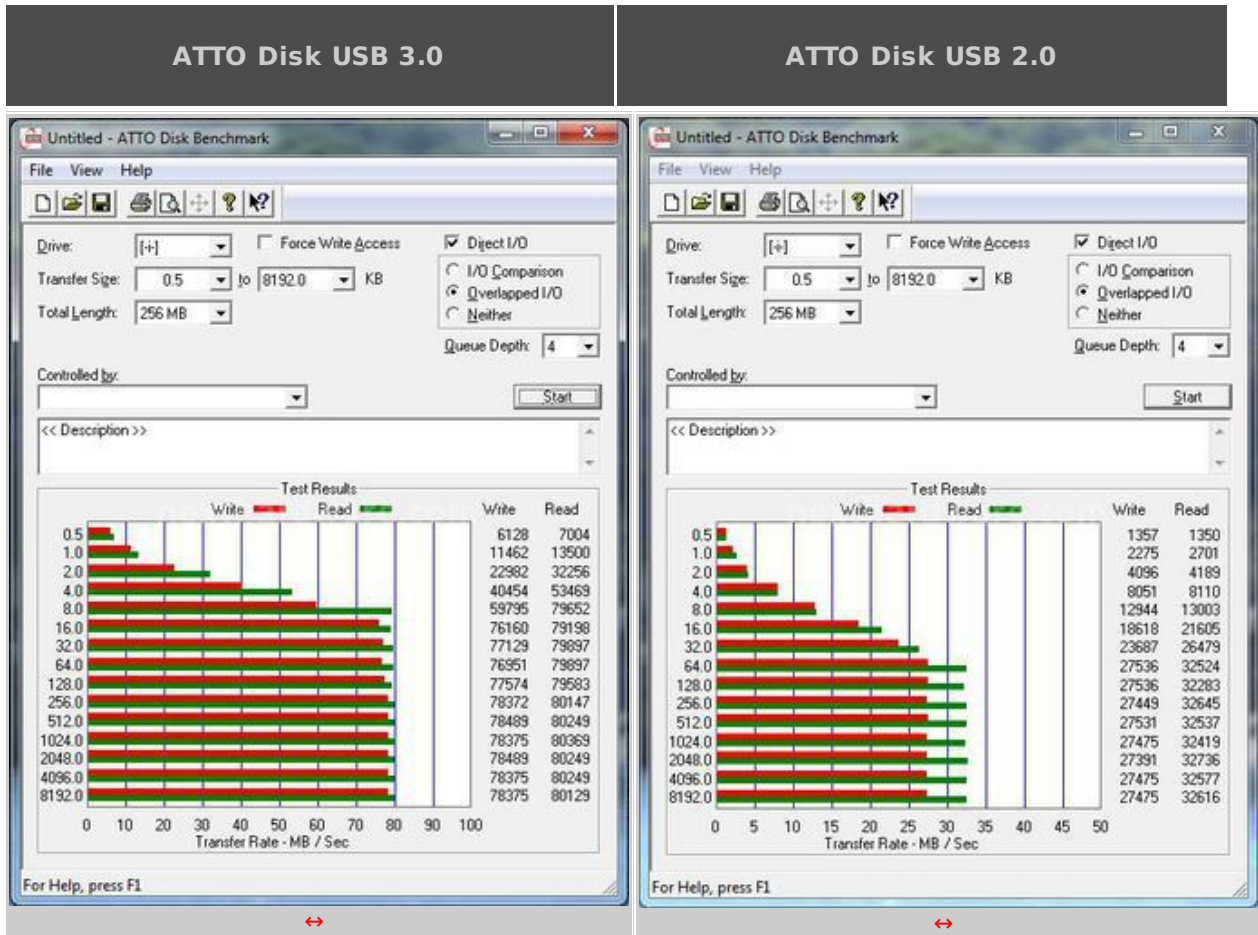 ATTO Disk USB 3.0
ATTO Disk USB 2.0
Untitled - ATTO Disk Benchmark
File View Help
Drive: [-i-] Force Write Access Direct I/O
Transfer Size: 0.5 to 8192.0 KB I/O Comparison
Overlapped I/O
Total Length: 256 MB Neither
Queue Depth: 4
Controlled by:
Start
<< Description >>
Test Results
Write Read Write Read
0.5 6128 7004
1.0 11462 13500
2.0 22982 32256
4.0 40454 53469
8.0 59795 79652
16.0 76160 79198
32.0 77129 79897
64.0 76951 79897
128.0 77574 79583
256.0 78372 80147
512.0 78489 80249
1024.0 78375 80369
2048.0 78489 80249
4096.0 78375 80249
8192.0 78375 80129
0 10 20 30 40 50 60 70 80 90 100
Transfer Rate - MB / Sec
For Help, press F1
Untitled - ATTO Disk Benchmark
File View Help
Drive: [-i-] Force Write Access Direct I/O
Transfer Size: 0.5 to 8192.0 KB I/O Comparison
Overlapped I/O
Total Length: 256 MB Neither
Queue Depth: 4
Controlled by:
Start
<< Description >>
Test Results
Write Read Write Read
0.5 1357 1350
1.0 2275 2701
2.0 4096 4189
4.0 8051 8110
8.0 12944 13003
16.0 18618 21605
32.0 23687 26479
64.0 27536 32524
128.0 27536 32283
256.0 27449 32645
512.0 27531 32537
1024.0 27475 32419
2048.0 27391 32736
4096.0 27475 32577
8192.0 27475 32616
0 5 10 15 20 25 30 35 40 45 50
Transfer Rate - MB / Sec
For Help, press F1